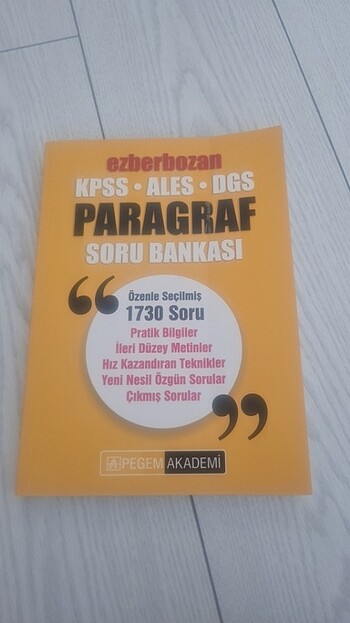 ezberbozan
KPSS • ALES • DGS
PARAGRAF
SORU BANKASI
Özenle Seçilmiş
1730 Soru
Pratik Bilgiler
İleri Düzey Metinler
Hız Kazandıran Teknikler
Yeni Nesil Özgün Sorular
Çıkmış Sorular
PEGEM AKADEMİ